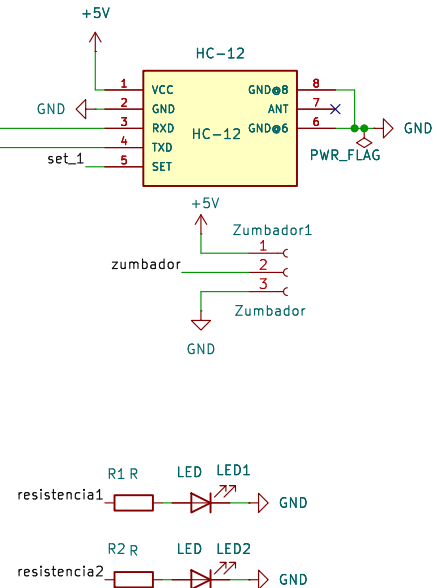 +5V
HC-12
1 VCC GND@8 8
GND 2 GND ANT 7
3 RXD GND@6 6 GND
HC-12
4 TXD PWR_FLAG
set_1 5 SET
+5V
Zumbador1
1
zumbador 2
3
Zumbador
GND
R1 R LED LED1
resistencia1 GND
R2 R LED LED2
resistencia2 GND